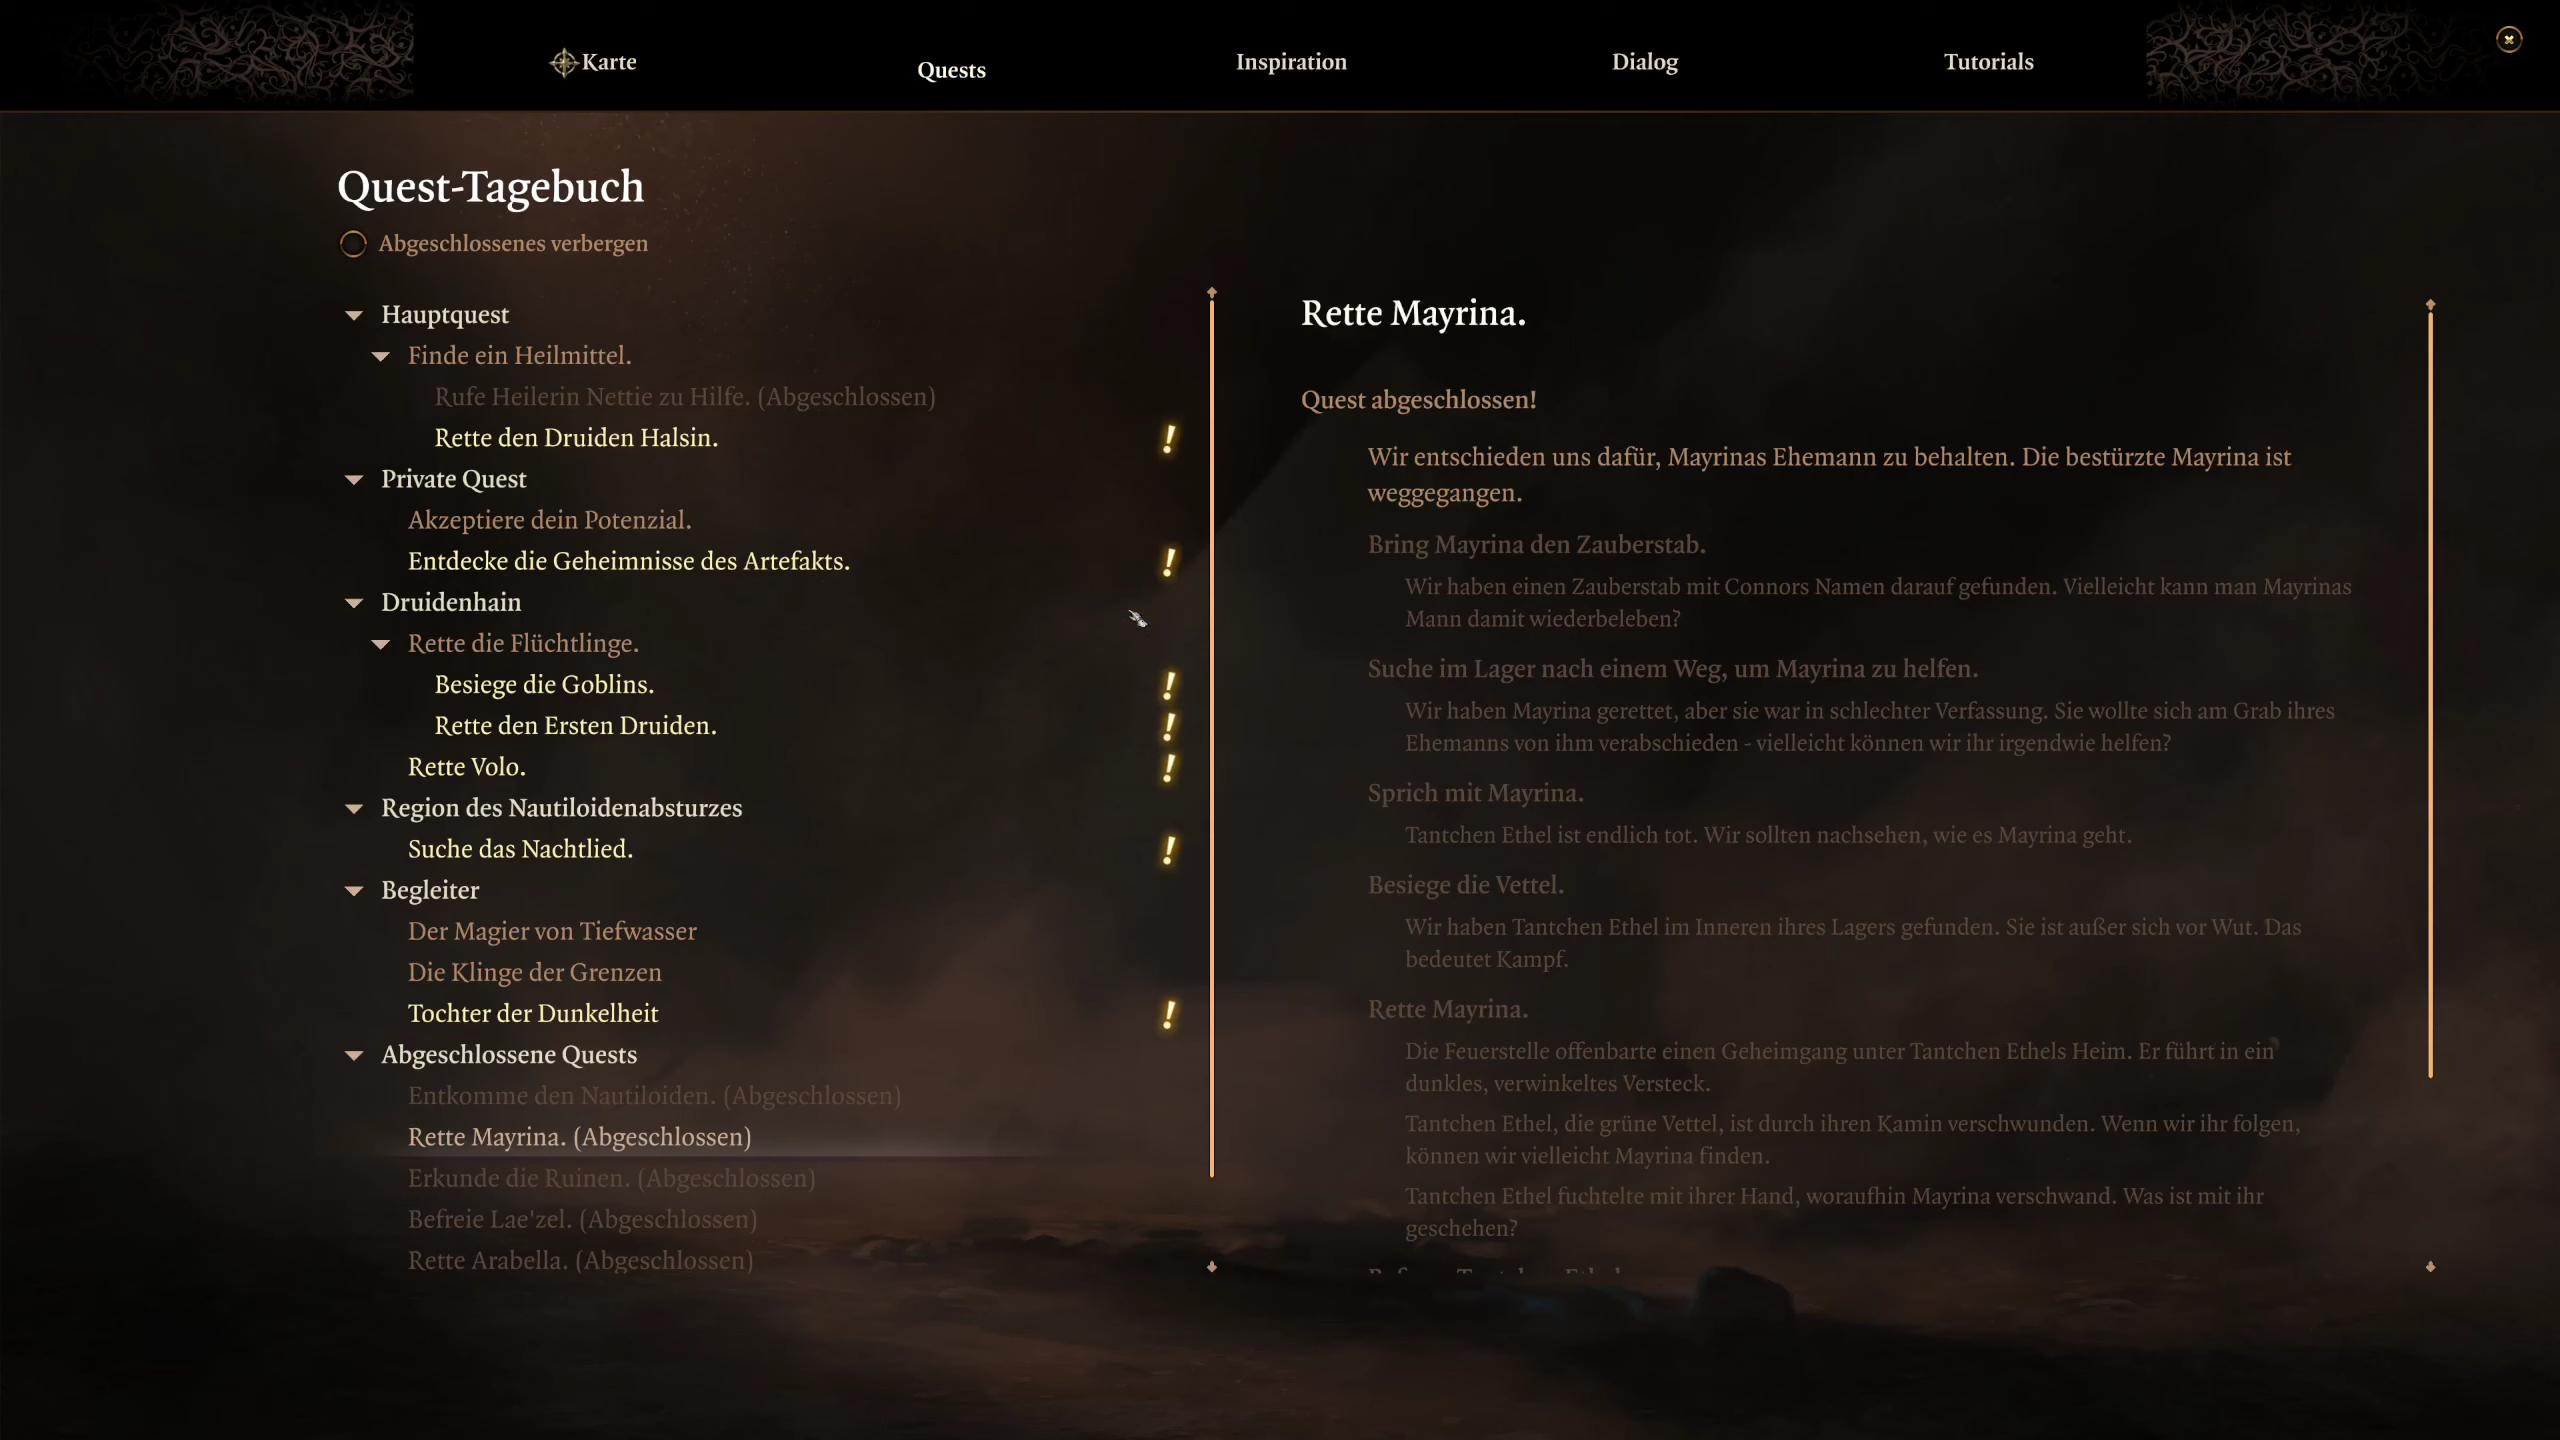 Karte
Quests
Inspiration
Dialog
Tutorials
Quest-Tagebuch
Abgeschlossenes verbergen
Hauptquest
Finde ein Heilmittel.
Rufe Heilerin Nettie zu Hilfe. (Abgeschlossen)
Rette den Druiden Halsin.
Private Quest
Akzeptiere dein Potenzial.
Entdecke die Geheimnisse des Artefakts.
Druidenhain
Rette die Flüchtlinge.
Besiege die Goblins.
Rette den Ersten Druiden.
Rette Volo.
Region des Nautiloidenabsturzes
Suche das Nachtlied.
Begleiter
Der Magier von Tiefwasser
Die Klinge der Grenzen
Tochter der Dunkelheit
Abgeschlossene Quests
Entkomme den Nautiloiden. (Abgeschlossen)
Rette Mayrina. (Abgeschlossen)
Erkunde die Ruinen. (Abgeschlossen)
Befreie Lae'zel. (Abgeschlossen)
Rette Arabella. (Abgeschlossen)
Rette Mayrina.
Quest abgeschlossen!
Wir entschieden uns dafür, Mayrinas Ehemann zu behalten. Die bestürzte Mayrina ist
weggegangen.
Bring Mayrina den Zauberstab.
Wir haben einen Zauberstab mit Connors Namen darauf gefunden. Vielleicht kann man Mayrinas
Mann damit wiederbeleben?
Suche im Lager nach einem Weg, um Mayrina zu helfen.
Wir haben Mayrina gerettet, aber sie war in schlechter Verfassung. Sie wollte sich am Grab ihres
Ehemanns von ihm verabschieden - vielleicht können wir ihr irgendwie helfen?
Sprich mit Mayrina.
Tantchen Ethel ist endlich tot. Wir sollten nachsehen, wie es Mayrina geht.
Besiege die Vettel.
Wir haben Tantchen Ethel im Inneren ihres Lagers gefunden. Sie ist außer sich vor Wut. Das
bedeutet Kampf.
Rette Mayrina.
Die Feuerstelle offenbarte einen Geheimgang unter Tantchen Ethels Heim. Er führt in ein
dunkles, verwinkeltes Versteck.
Tantchen Ethel, die grüne Vettel, ist durch ihren Kamin verschwunden. Wenn wir ihr folgen,
können wir vielleicht Mayrina finden.
Tantchen Ethel fuchtelte mit ihrer Hand, woraufhin Mayrina verschwand. Was ist mit ihr
geschehen?